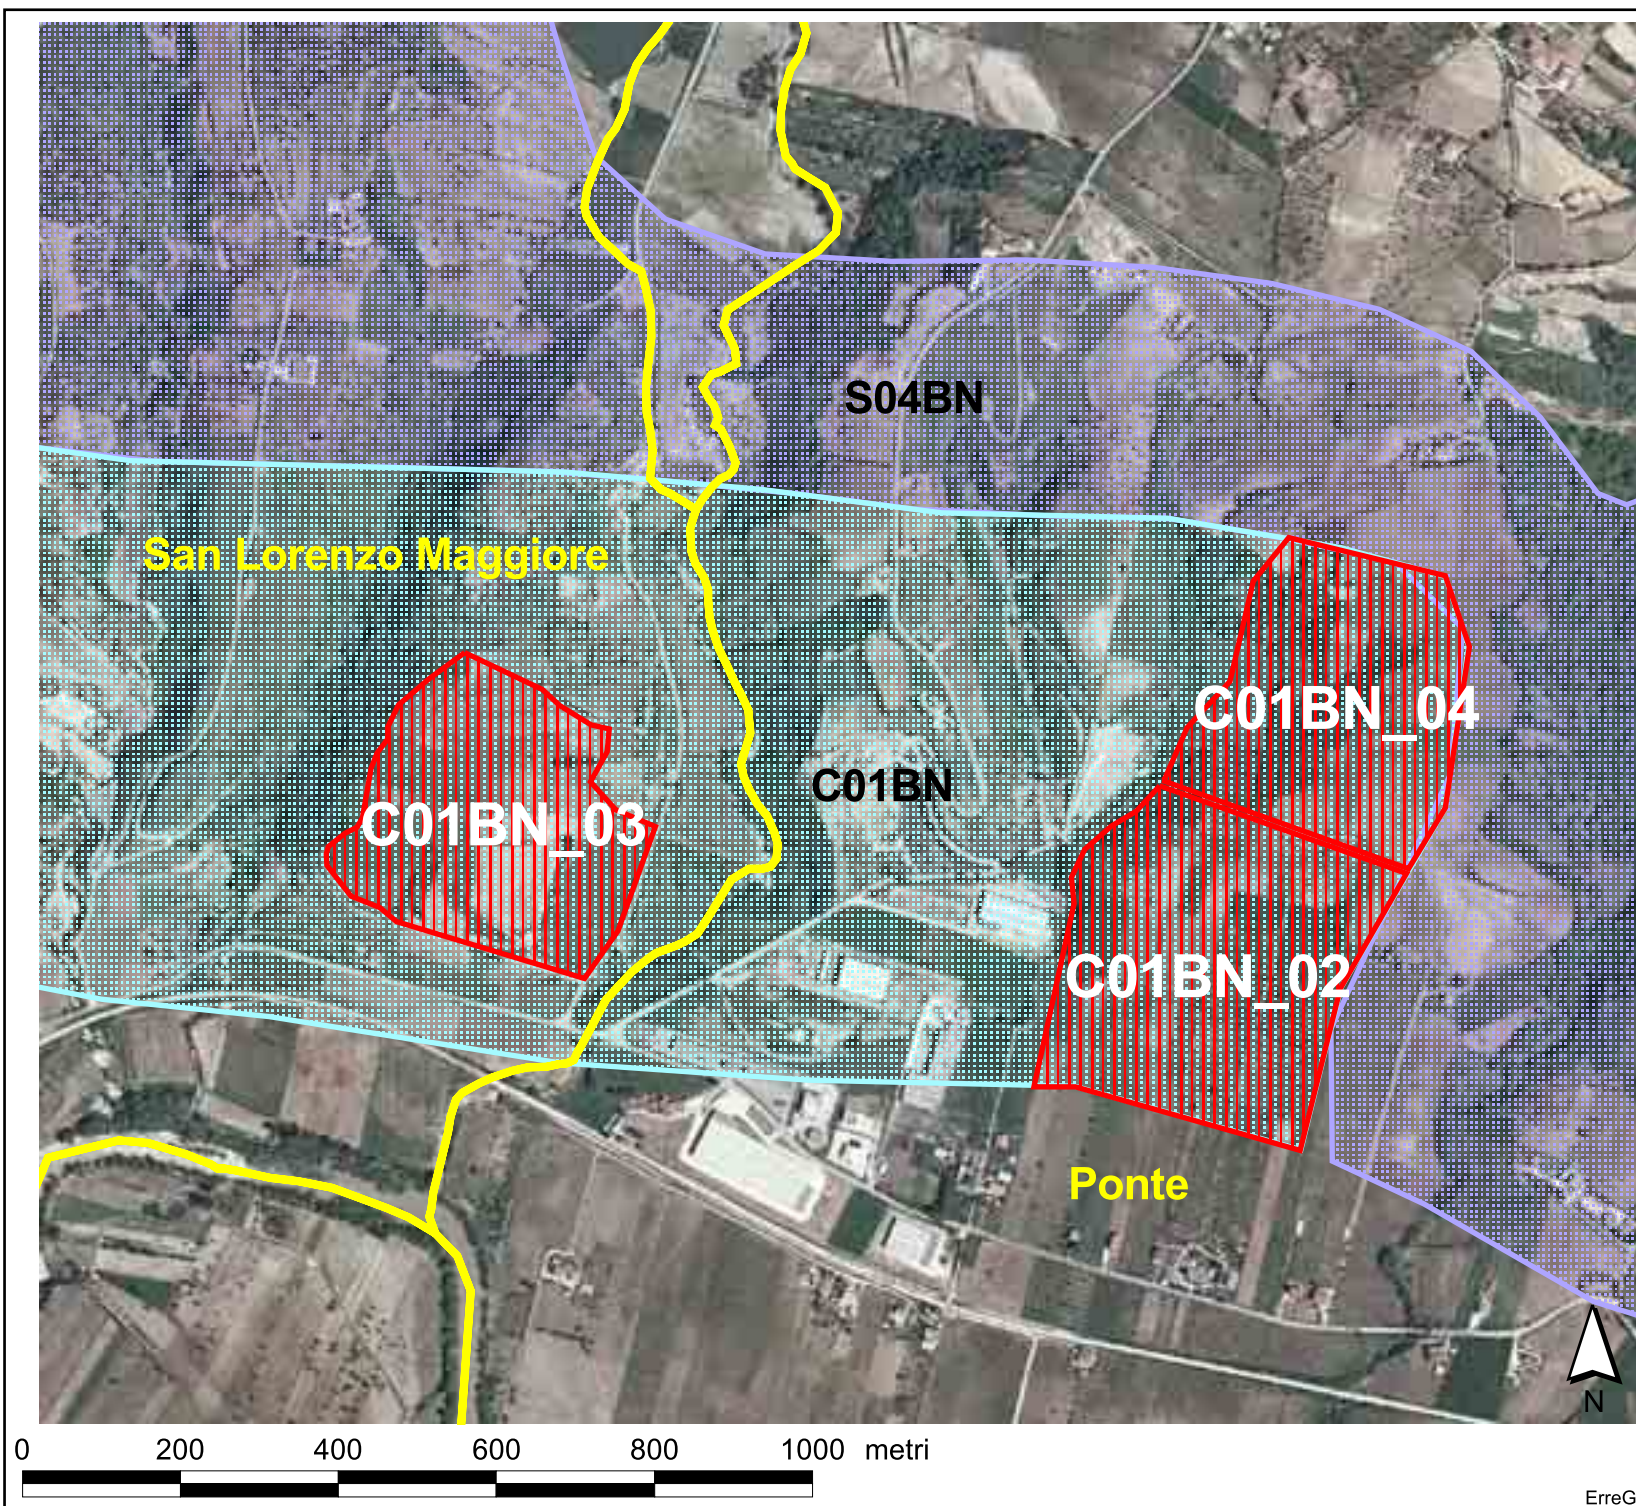 S04BN
San Lorenzo Maggiore
C01BN_04
C01BN
C01BN_03
C01BN_02
Ponte
N
0 200 400 600 800 1000 metri
ErreG